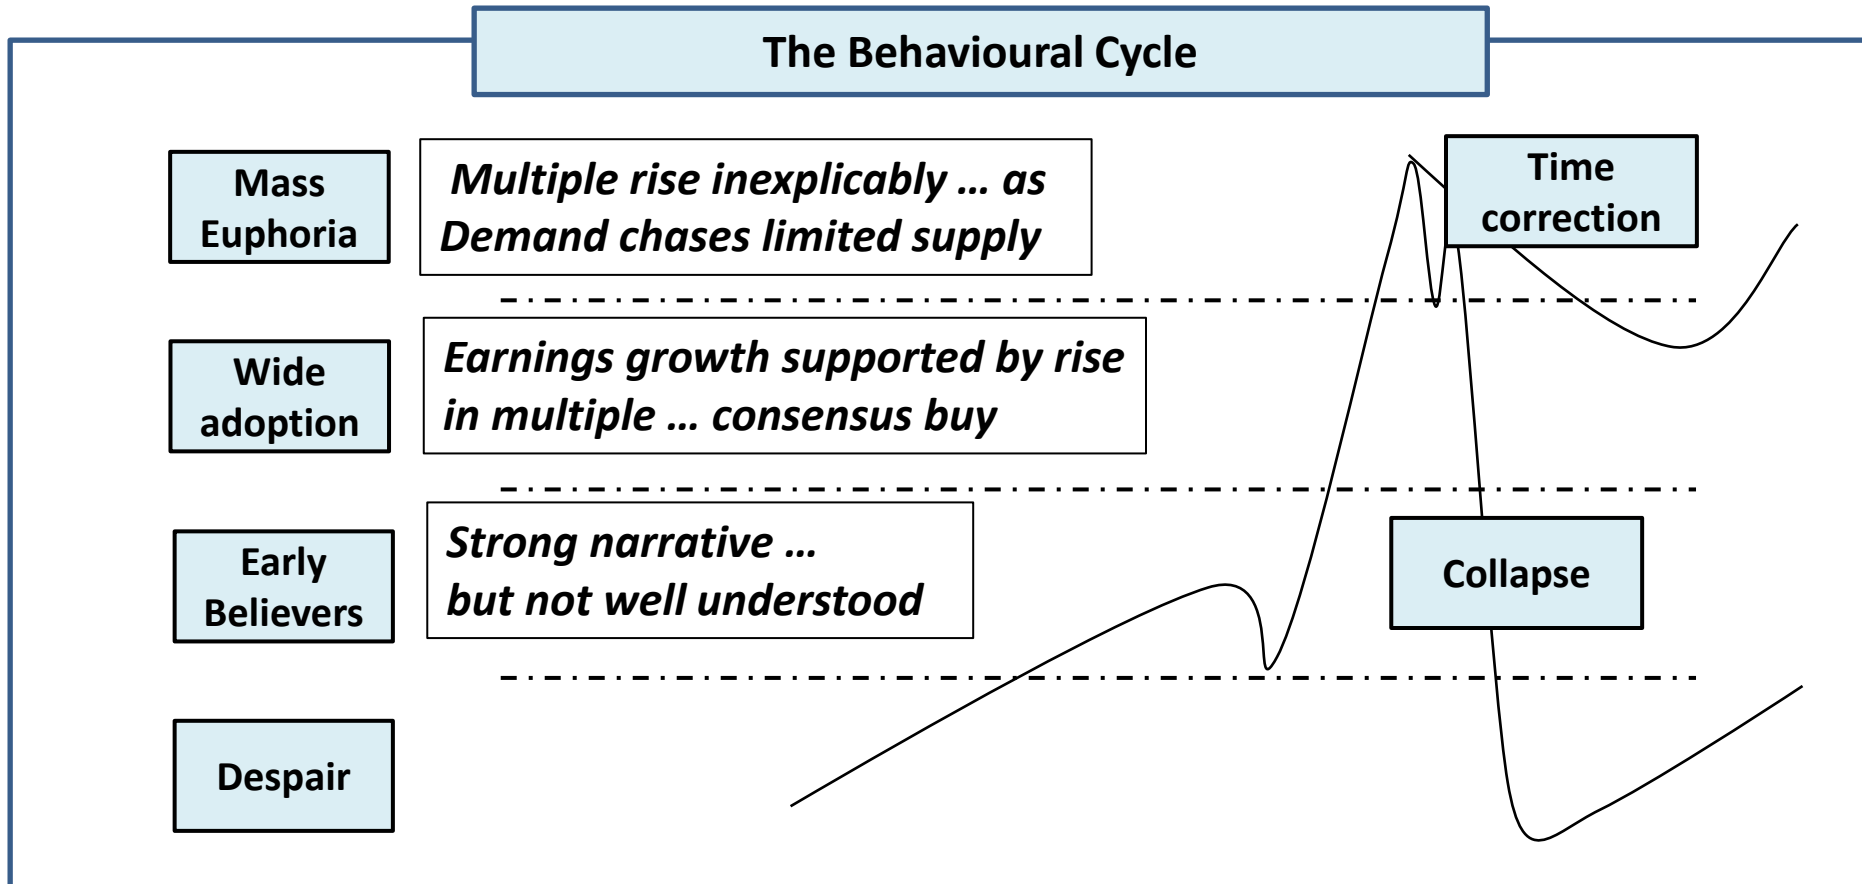 The Behavioural Cycle
Mass
Euphoria
Multiple rise inexplicably ... as
Demand chases limited supply
Time
correction
Wide
adoption
Earnings growth supported by rise
in multiple ... consensus buy
Early
Believers
Strong narrative ...
but not well understood
Collapse
Despair